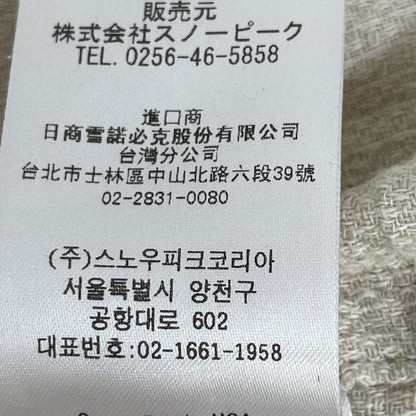 販売元
株式会社スノーピーク
TEL. 0256-46-5858
進口商
日商雪諾必克股份有限公司
台灣分公司
台北市士林區中山北路六段39號
02-2831-0080
(주)스노우피크코리아
서울특별시 양천구
공항대로 602
대표번호:02-1661-1958